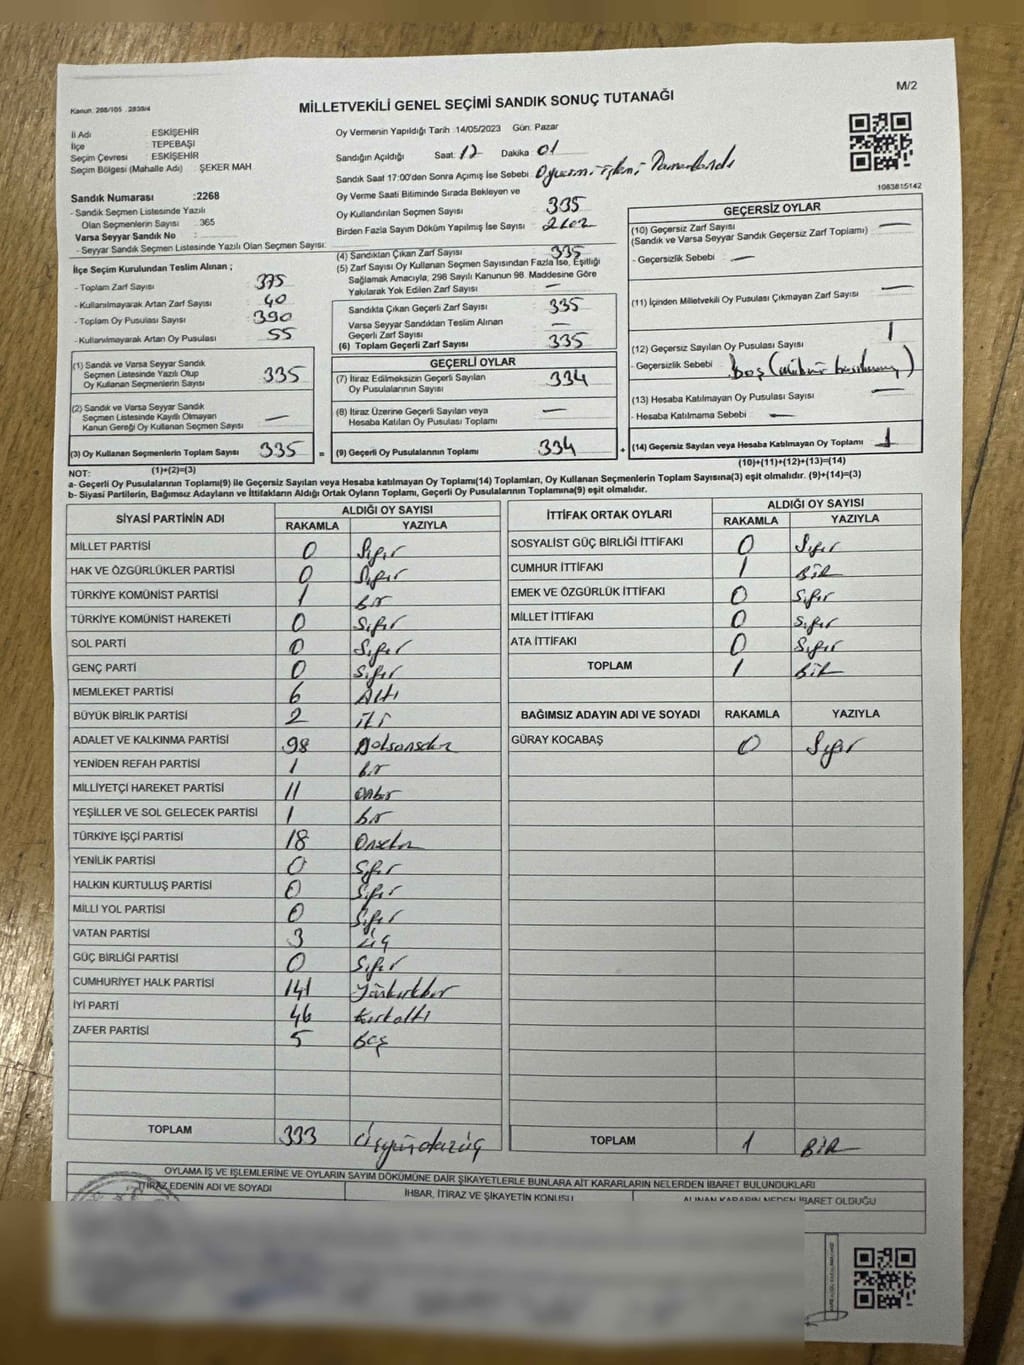 M/2
Kanun. 298/105 . 2839/4
MİLLETVEKİLİ GENEL SEÇİMİ SANDIK SONUÇ TUTANAĞI
İl Adı : ESKİŞEHİR
İlçe : TEPEBAŞI
Seçim Çevresi : ESKİŞEHİR
Seçim Bölgesi (Mahalle Adı) : ŞEKER MAH
Sandık Numarası :2268
- Sandık Seçmen Listesinde Yazılı
Olan Seçmenlerin Sayısı : 365
Varsa Seyyar Sandık No :
- Seyyar Sandık Seçmen Listesinde Yazılı Olan Seçmen Sayısı:
Oy Vermenin Yapıldığı Tarih :14/05/2023 Gün: Pazar
Sandığın Açıldığı Saat: 17 Dakika 01
Sandık Saat 17:00'den Sonra Açımış İse Sebebi
Oy Verme Saati Bitiminde Sırada Bekleyen ve
Oy Kullandırılan Seçmen Sayısı 335
Birden Fazla Sayım Döküm Yapılmış İse Sayısı
1083815142
İlçe Seçim Kurulundan Teslim Alınan ;
- Toplam Zarf Sayısı : 375
- Kullanılmayarak Artan Zarf Sayısı : 40
- Toplam Oy Pusulası Sayısı : 390
- Kullanılmayarak Artan Oy Pusulası : 55
(1) Sandık ve Varsa Seyyar Sandık
Seçmen Listesinde Yazılı Olup
Oy Kullanan Seçmenlerin Sayısı 335
(2) Sandık ve Varsa Seyyar Sandık
Seçmen Listesinde Kayıtlı Olmayan
Kanun Gereği Oy Kullanan Seçmen Sayısı —
(3) Oy Kullanan Seçmenlerin Toplam Sayısı 335 =
(1)+(2)=(3)
(4) Sandıktan Çıkan Zarf Sayısı 335
(5) Zarf Sayısı Oy Kullanan Seçmen Sayısından Fazla İse, Eşitliği
Sağlamak Amacıyla, 298 Sayılı Kanunun 98. Maddesine Göre
Yakılarak Yok Edilen Zarf Sayısı —
Sandıkta Çıkan Geçerli Zarf Sayısı 335
Varsa Seyyar Sandıktan Teslim Alınan
Geçerli Zarf Sayısı —
(6) Toplam Geçerli Zarf Sayısı 335
GEÇERLİ OYLAR
(7) İtiraz Edilmeksizin Geçerli Sayılan
Oy Pusulalarının Sayısı 334
(8) İtiraz Üzerine Geçerli Sayılan veya
Hesaba Katılan Oy Pusulası Toplamı —
(9) Geçerli Oy Pusulalarının Toplamı 334 +
GEÇERSİZ OYLAR
(10) Geçersiz Zarf Sayısı —
(Sandık ve Varsa Seyyar Sandık Geçersiz Zarf Toplamı)
- Geçersizlik Sebebi : —
(11) İçinden Milletvekili Oy Pusulası Çıkmayan Zarf Sayısı —
(12) Geçersiz Sayılan Oy Pusulası Sayısı 1
- Geçersizlik Sebebi : Boş
(13) Hesaba Katılmayan Oy Pusulası Sayısı —
- Hesaba Katılmama Sebebi : —
(14) Geçersiz Sayılan veya Hesaba Katılmayan Oy Toplamı 1
(10)+(11)+(12)+(13)=(14)
NOT:
a- Geçerli Oy Pusulalarının Toplamı(9) ile Geçersiz Sayılan veya Hesaba Katılmayan Oy Toplamı(14) Toplamları, Oy Kullanan Seçmenlerin Toplam Sayısına(3) eşit olmalıdır. (9)+(14)=(3)
b- Siyasi Partilerin, Bağımsız Adayların ve İttifakların Aldığı Ortak Oyların Toplamı, Geçerli Oy Pusulalarının Toplamına(9) eşit olmalıdır.
SİYASİ PARTİNİN ADI ALDIĞI OY SAYISI
RAKAMLA YAZIYLA
MİLLET PARTİSİ 0 Sıfır
HAK VE ÖZGÜRLÜKLER PARTİSİ 0 Sıfır
TÜRKİYE KOMÜNİST PARTİSİ 1 bir
TÜRKİYE KOMÜNİST HAREKETİ 0 Sıfır
SOL PARTİ 0 Sıfır
GENÇ PARTİ 0 Sıfır
MEMLEKET PARTİSİ 6 Altı
BÜYÜK BİRLİK PARTİSİ 2 iki
ADALET VE KALKINMA PARTİSİ 98 Doksansekiz
YENİDEN REFAH PARTİSİ 1 bir
MİLLİYETÇİ HAREKET PARTİSİ 11 Onbir
YEŞİLLER VE SOL GELECEK PARTİSİ 1 bir
TÜRKİYE İŞÇİ PARTİSİ 18 Onsekiz
YENİLİK PARTİSİ 0 Sıfır
HALKIN KURTULUŞ PARTİSİ 0 Sıfır
MİLLİ YOL PARTİSİ 0 Sıfır
VATAN PARTİSİ 3 üç
GÜÇ BİRLİĞİ PARTİSİ 0 Sıfır
CUMHURİYET HALK PARTİSİ 141 Yüzkırkbir
İYİ PARTİ 46 Kırkaltı
ZAFER PARTİSİ 5 Beş
TOPLAM 333 Üçyüzotuzüç
İTTİFAK ORTAK OYLARI ALDIĞI OY SAYISI
RAKAMLA YAZIYLA
SOSYALİST GÜÇ BİRLİĞİ İTTİFAKI 0 Sıfır
CUMHUR İTTİFAKI 1 BİR
EMEK VE ÖZGÜRLÜK İTTİFAKI 0 Sıfır
MİLLET İTTİFAKI 0 Sıfır
ATA İTTİFAKI 0 Sıfır
TOPLAM 1 BİR
BAĞIMSIZ ADAYIN ADI VE SOYADI RAKAMLA YAZIYLA
GÜRAY KOCABAŞ 0 Sıfır
TOPLAM 1 BİR
OYLAMA İŞ VE İŞLEMLERİNE VE OYLARIN SAYIM DÖKÜMÜNE DAİR ŞİKAYETLERLE BUNLARA AİT KARARLARIN NELERDEN İBARET BULUNDUKLARI
İTİRAZ EDENİN ADI VE SOYADI
İHBAR, İTİRAZ VE ŞİKAYETİN KONUSU
ALINAN KARARIN NEDEN İBARET OLDUĞU